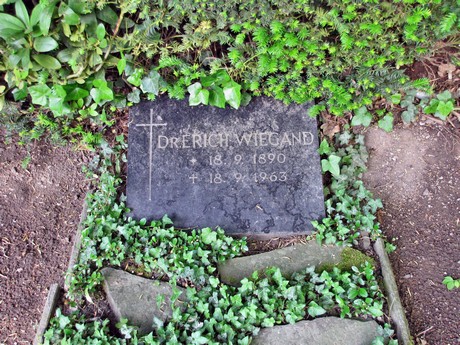 Dr ERICH WIEGAND
* 18. 9. 1890
+ 18. 9. 1963